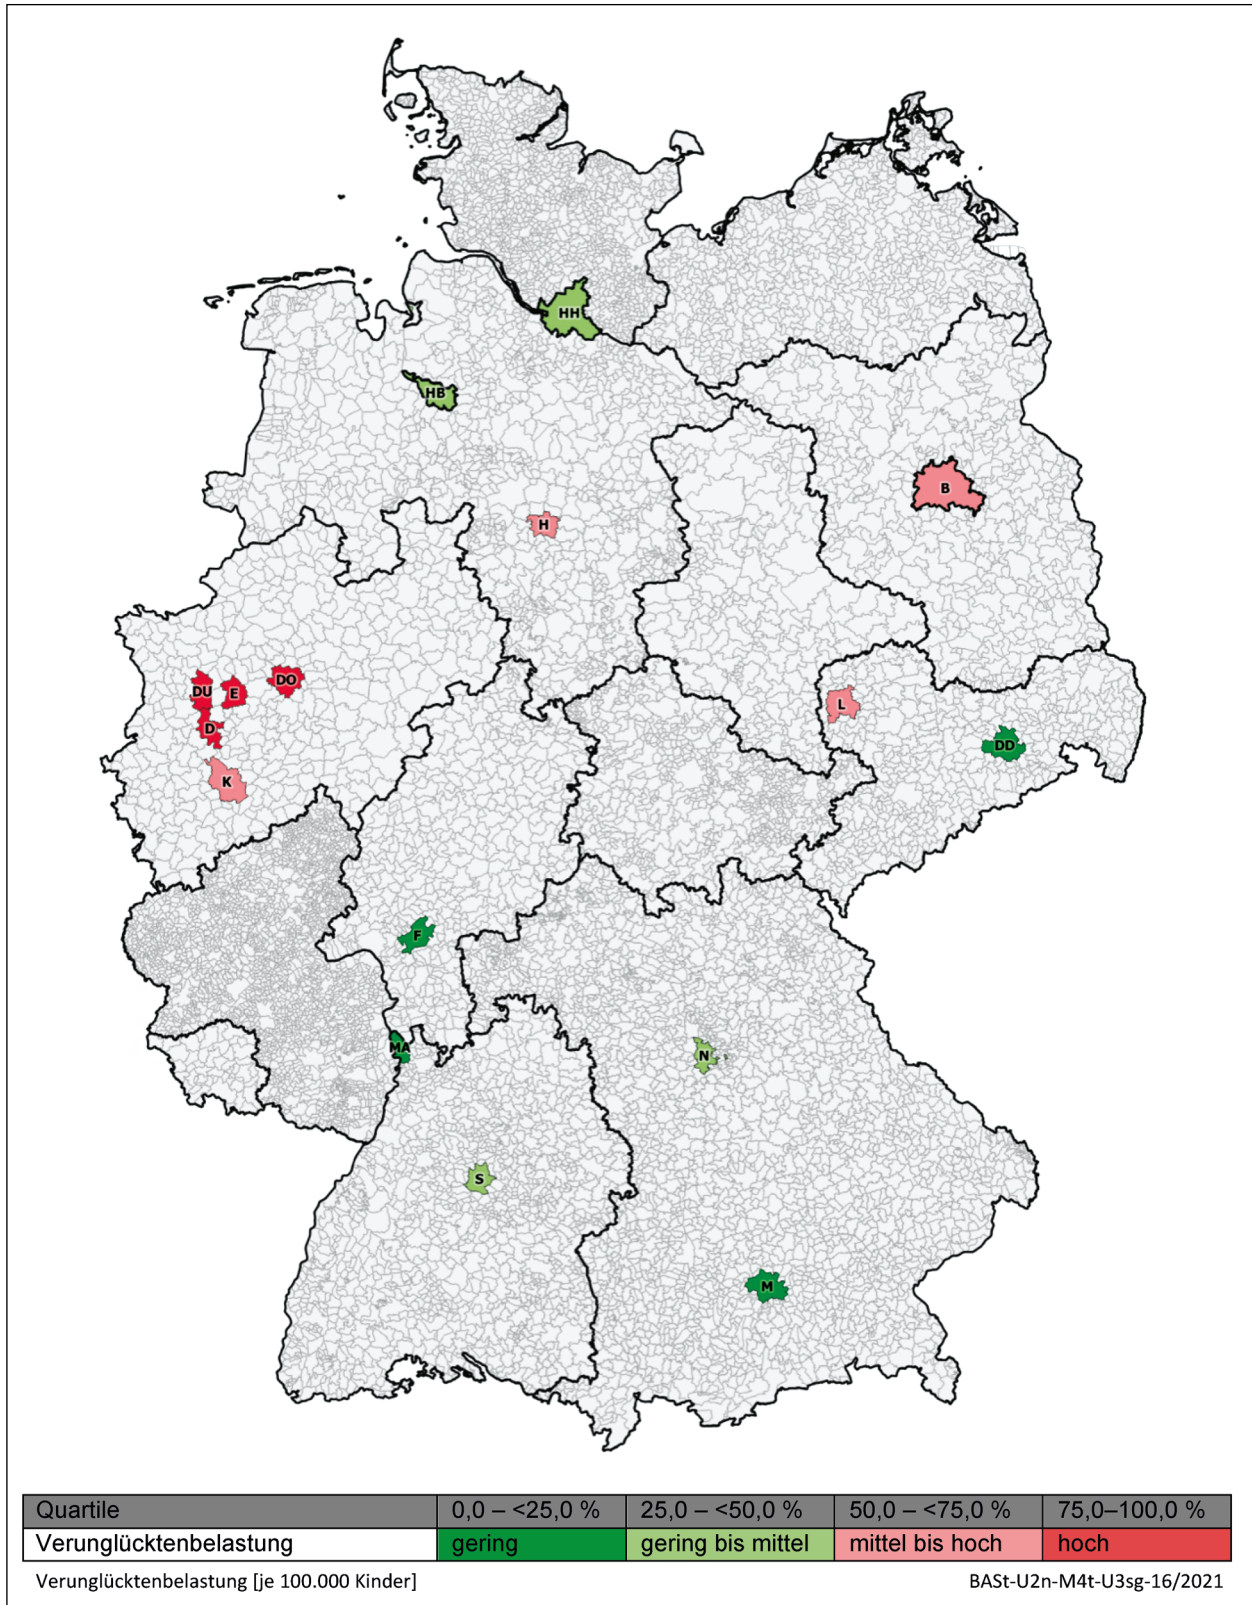 HH
HB
B
H
DU
E
DO
D
L
DD
K
F
MA
N
S
M
Quartile 0,0 – <25,0 % 25,0 – <50,0 % 50,0 – <75,0 % 75,0–100,0 %
Verunglücktenbelastung gering gering bis mittel mittel bis hoch hoch
Verunglücktenbelastung [je 100.000 Kinder] BASt-U2n-M4t-U3sg-16/2021